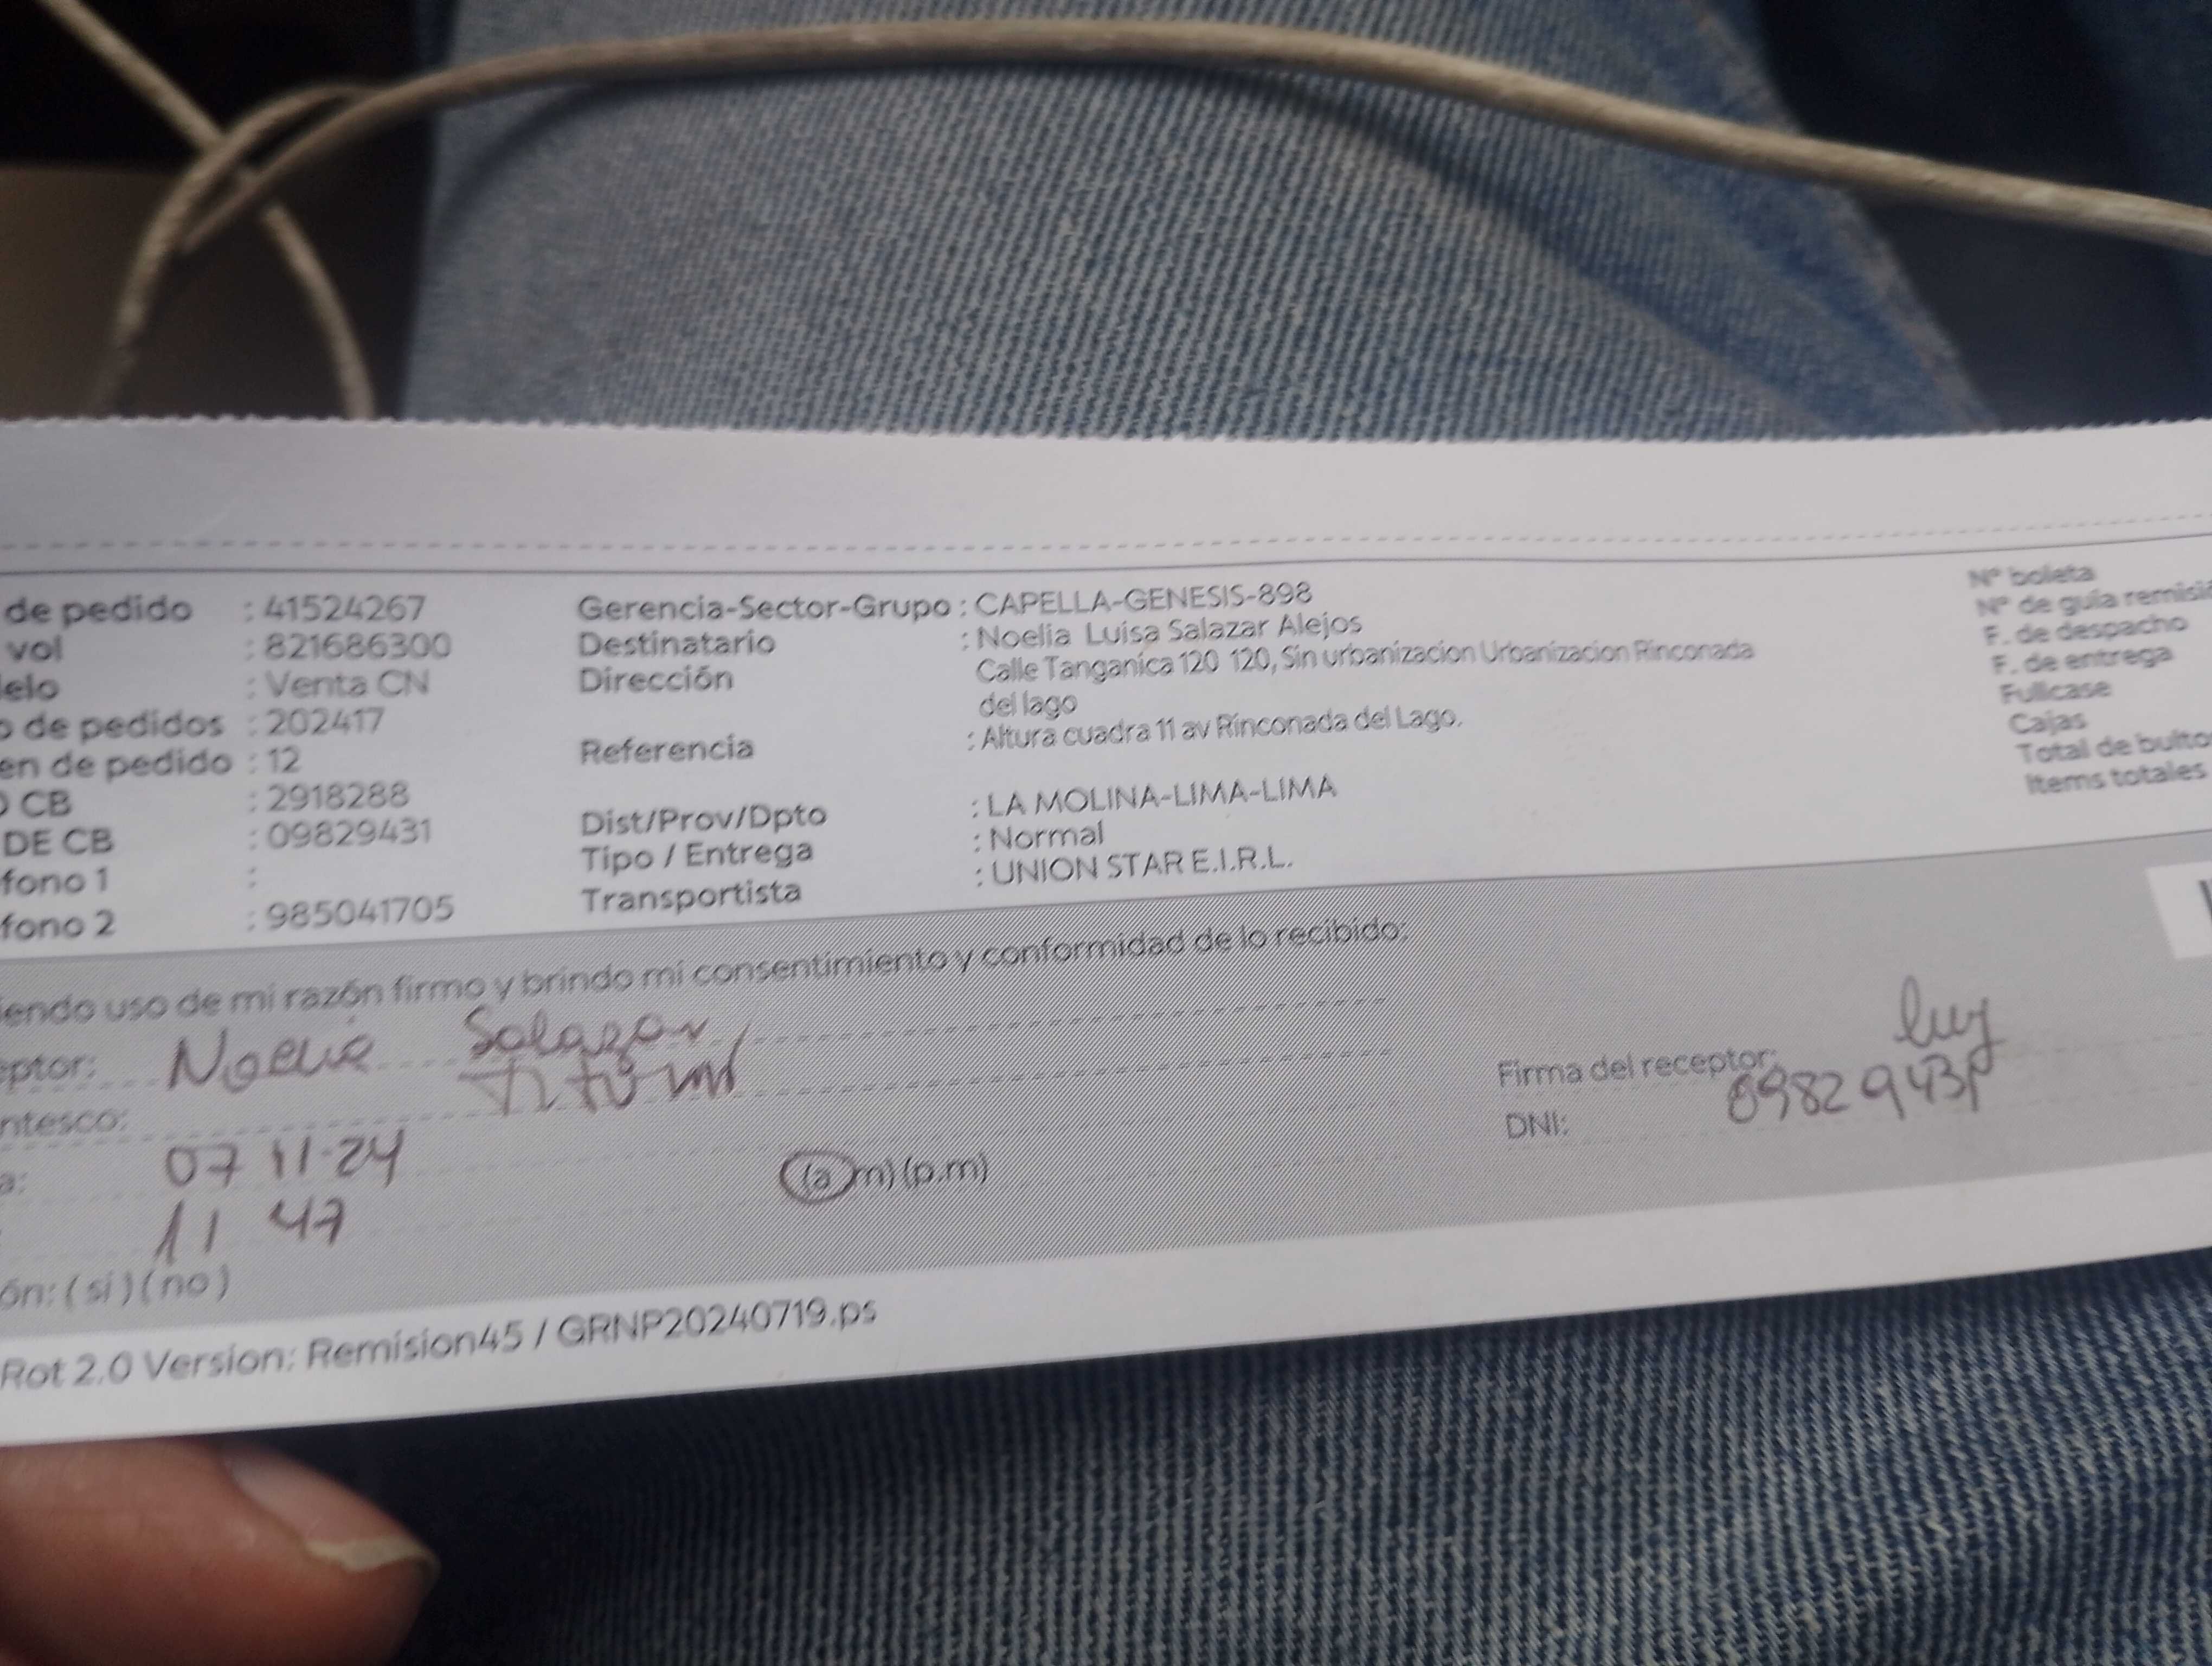 de pedido : 41524267
vol : 821686300
elo : Venta CN
o de pedidos : 202417
en de pedido : 12
O CB : 2918288
DE CB : 09829431
fono 1 :
fono 2 : 985041705
Gerencia-Sector-Grupo : CAPELLA-GENESIS-898
Destinatario : Noelia Luisa Salazar Alejos
Dirección Calle Tanganica 120 120, Sin urbanizacion Urbanizacion Rinconada
del lago
Referencia : Altura cuadra 11 av Rinconada del Lago.
Dist/Prov/Dpto : LA MOLINA-LIMA-LIMA
Tipo / Entrega : Normal
Transportista : UNION STAR E.I.R.L.
Nº boleta
Nº de guía remisió
F. de despacho
F. de entrega
Fullcase
Cajas
Total de bulto
Items totales
iendo uso de mi razón firmo y brindo mi consentimiento y conformidad de lo recibido:
eptor: Noelia Salazar
ntesco: Titular
a: 07 11-24
11 47 (a.m) (p.m)
ón: (si) (no)
Firma del receptor:
DNI: 09829431
Rot 2.0 Version: Remision45 / GRNP20240719.ps